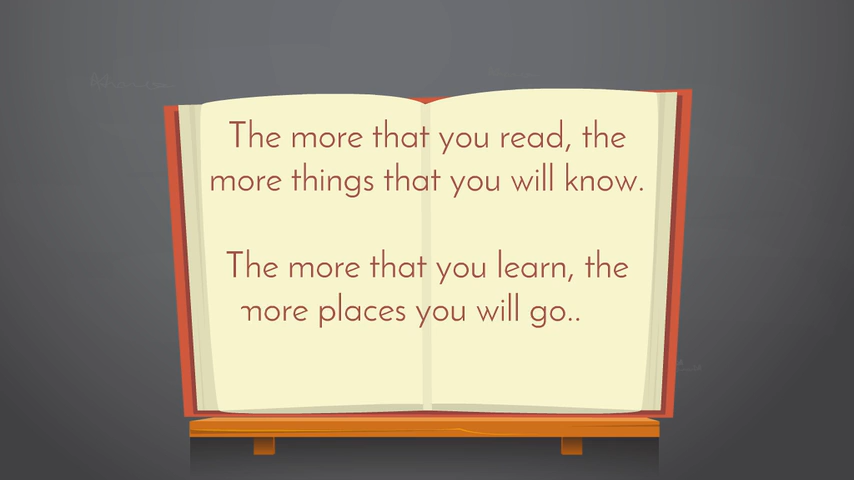 The more that you read, the
more things that you will know.
The more that you learn, the
more places you will go..